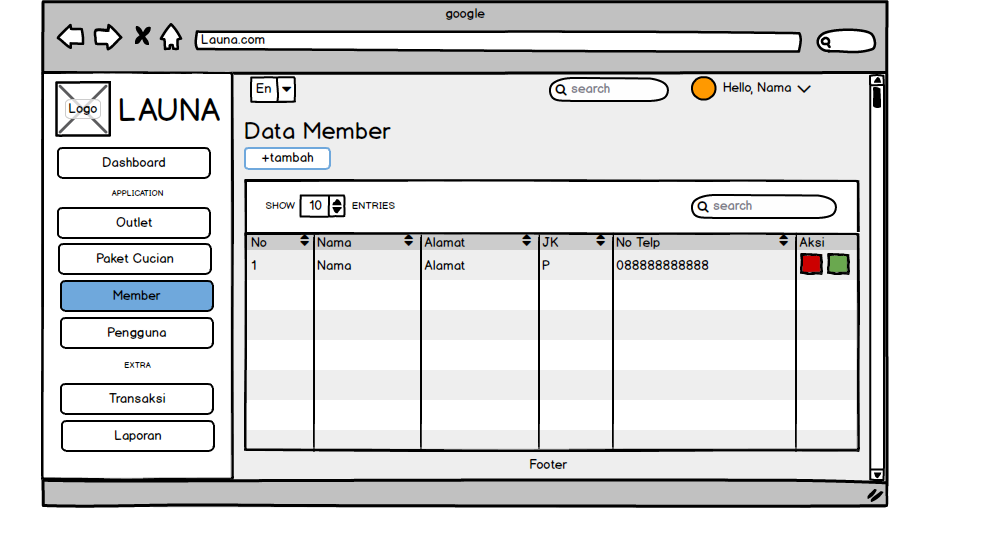 google
Launa.com
Logo
LAUNA
Dashboard
APPLICATION
Outlet
Paket Cucian
Member
Pengguna
EXTRA
Transaksi
Laporan
En
search
Hello, Nama
Data Member
+tambah
SHOW 10 ENTRIES
search
No Nama Alamat JK No Telp Aksi
1 Nama Alamat P 088888888888
Footer